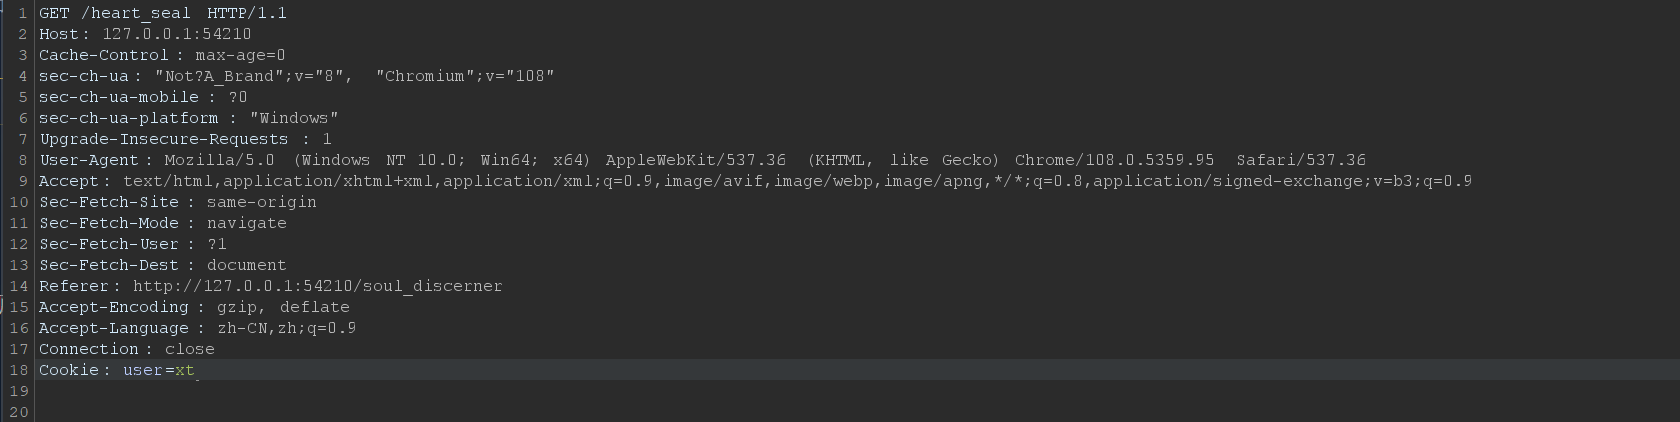 1 GET /heart_seal HTTP/1.1
2 Host: 127.0.0.1:54210
3 Cache-Control: max-age=0
4 sec-ch-ua: "Not?A_Brand";v="8", "Chromium";v="108"
5 sec-ch-ua-mobile: ?0
6 sec-ch-ua-platform: "Windows"
7 Upgrade-Insecure-Requests: 1
8 User-Agent: Mozilla/5.0 (Windows NT 10.0; Win64; x64) AppleWebKit/537.36 (KHTML, like Gecko) Chrome/108.0.5359.95 Safari/537.36
9 Accept: text/html,application/xhtml+xml,application/xml;q=0.9,image/avif,image/webp,image/apng,*/*;q=0.8,application/signed-exchange;v=b3;q=0.9
10 Sec-Fetch-Site: same-origin
11 Sec-Fetch-Mode: navigate
12 Sec-Fetch-User: ?1
13 Sec-Fetch-Dest: document
14 Referer: http://127.0.0.1:54210/soul_discerner
15 Accept-Encoding: gzip, deflate
16 Accept-Language: zh-CN,zh;q=0.9
17 Connection: close
18 Cookie: user=xt
19
20